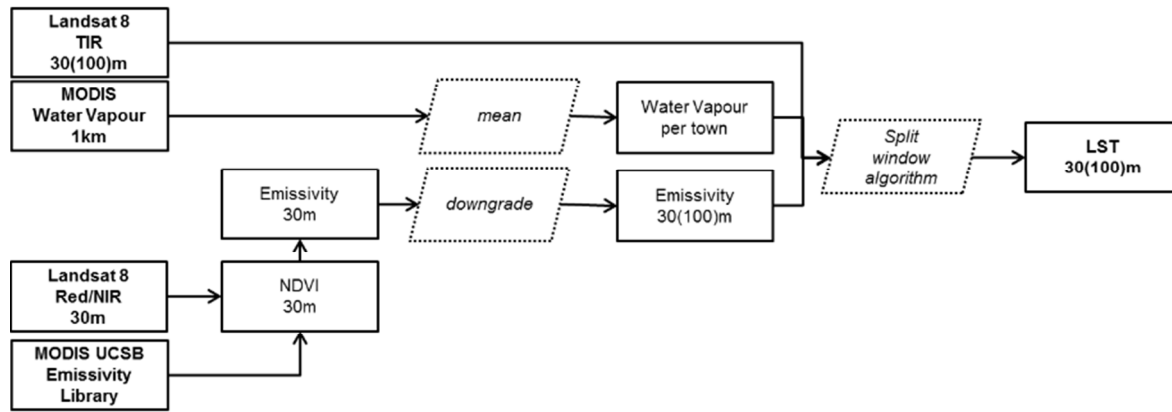 Landsat 8
TIR
30(100)m
MODIS
Water Vapour
1km
mean
Water Vapour
per town
Split
window
algorithm
LST
30(100)m
Emissivity
30m
downgrade
Emissivity
30(100)m
Landsat 8
Red/NIR
30m
NDVI
30m
MODIS UCSB
Emissivity
Library